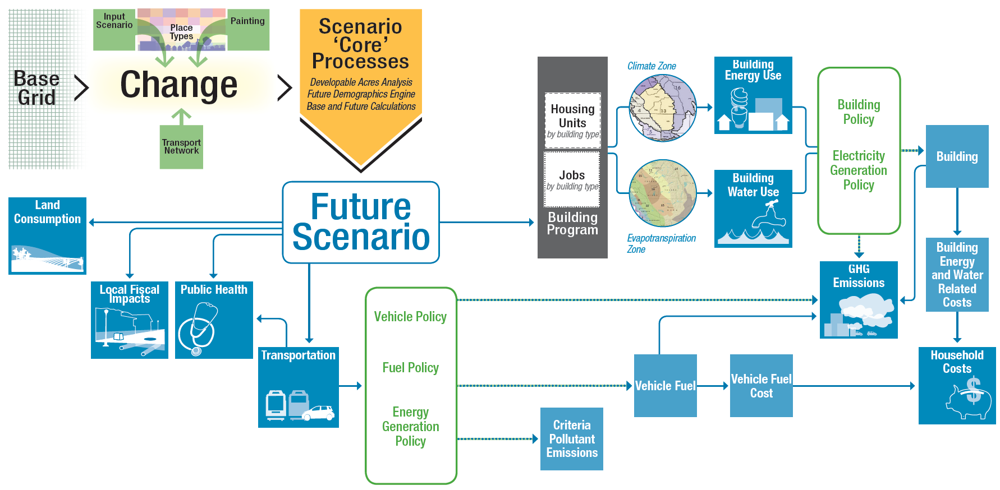 Base
Grid
Input
Scenario
Place
Types
Painting
Change
Transport
Network
Scenario
‘Core’
Processes
Developable Acres Analysis
Future Demographics Engine
Base and Future Calculations
Future
Scenario
Land
Consumption
Local Fiscal
Impacts
Public Health
Transportation
Vehicle Policy
Fuel Policy
Energy
Generation
Policy
Criteria
Pollutant
Emissions
Vehicle Fuel
Vehicle Fuel
Cost
Housing
Units
by building type
Jobs
by building type
Building
Program
Climate Zone
16
4
13
5
Evapotranspiration
Zone
Building
Energy Use
Building
Water Use
Building
Policy
Electricity
Generation
Policy
GHG
Emissions
Building
Building
Energy
and Water
Related
Costs
Household
Costs
$